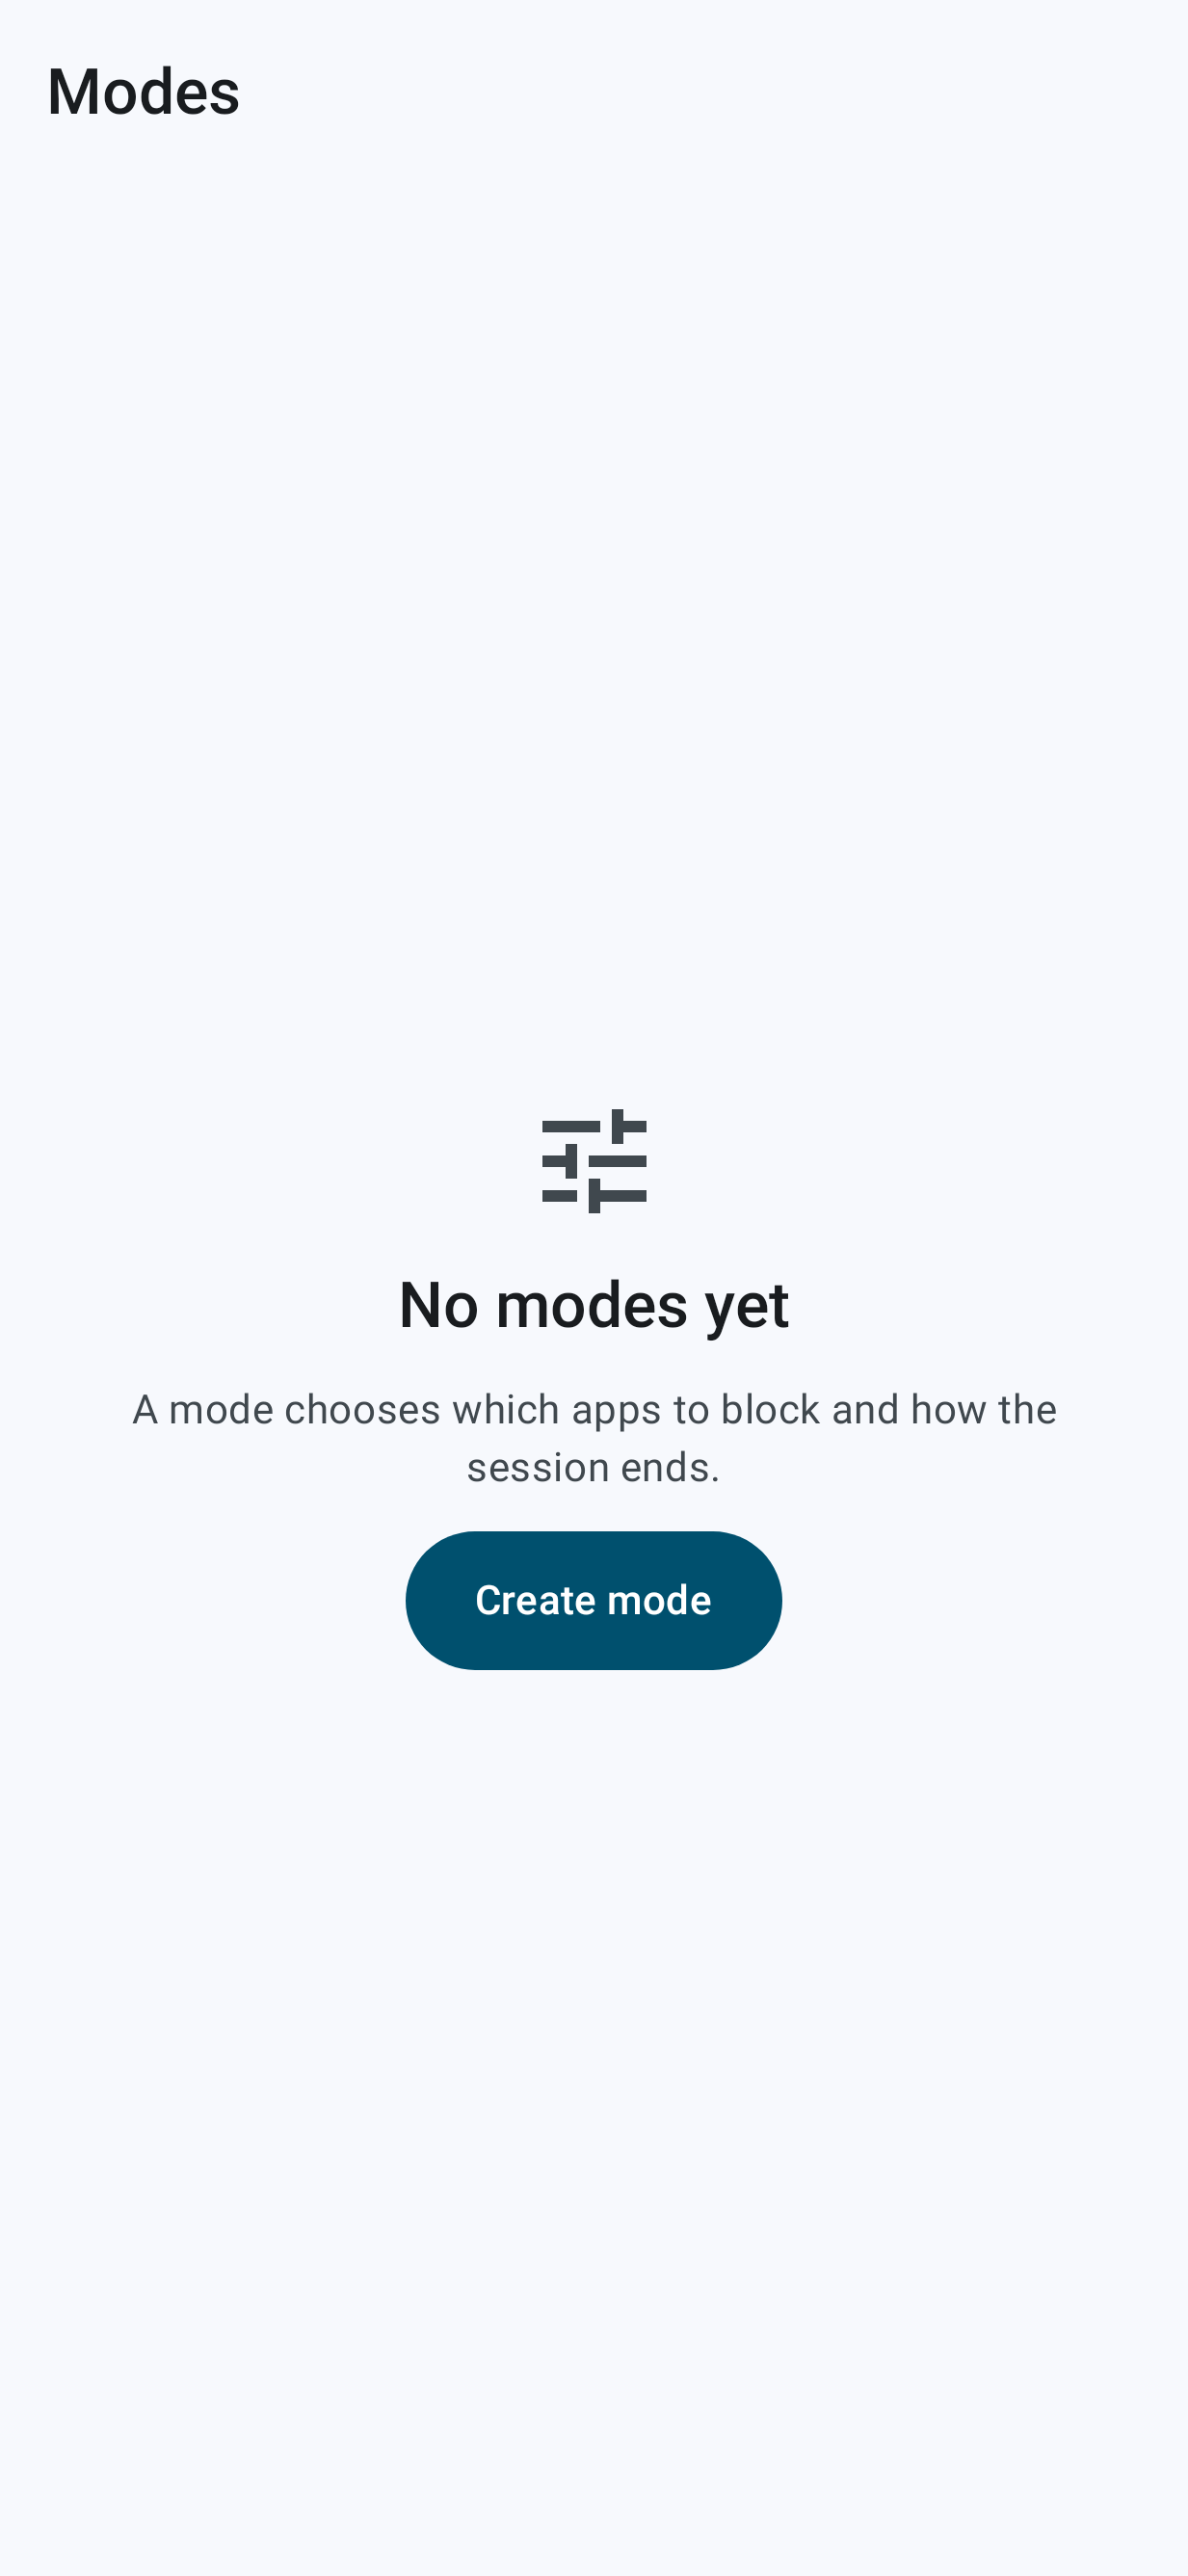 Modes
No modes yet
A mode chooses which apps to block and how the
session ends.
Create mode